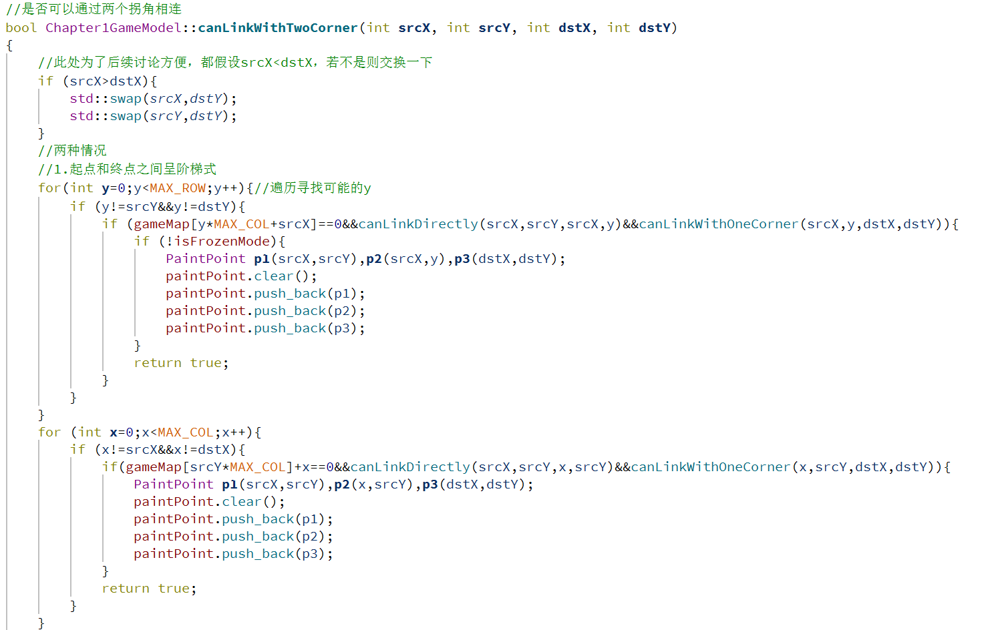 //是否可以通过两个拐角相连
bool Chapter1GameModel::canLinkWithTwoCorner(int srcX, int srcY, int dstX, int dstY)
{
    //此处为了后续讨论方便，都假设srcX<dstX，若不是则交换一下
    if (srcX>dstX){
        std::swap(srcX,dstY);
        std::swap(srcY,dstY);
    }
    //两种情况
    //1.起点和终点之间呈阶梯式
    for(int y=0;y<MAX_ROW;y++){//遍历寻找可能的y
        if (y!=srcY&&y!=dstY){
            if (gameMap[y*MAX_COL+srcX]==0&&canLinkDirectly(srcX,srcY,srcX,y)&&canLinkWithOneCorner(srcX,y,dstX,dstY)){
                if (!isFrozenMode){
                    PaintPoint p1(srcX,srcY),p2(srcX,y),p3(dstX,dstY);
                    paintPoint.clear();
                    paintPoint.push_back(p1);
                    paintPoint.push_back(p2);
                    paintPoint.push_back(p3);
                }
                return true;
            }
        }
    }
    for (int x=0;x<MAX_COL;x++){
        if (x!=srcX&&x!=dstX){
            if(gameMap[srcY*MAX_COL]+x==0&&canLinkDirectly(srcX,srcY,x,srcY)&&canLinkWithOneCorner(x,srcY,dstX,dstY)){
                PaintPoint p1(srcX,srcY),p2(x,srcY),p3(dstX,dstY);
                paintPoint.clear();
                paintPoint.push_back(p1);
                paintPoint.push_back(p2);
                paintPoint.push_back(p3);
            }
            return true;
        }
    }